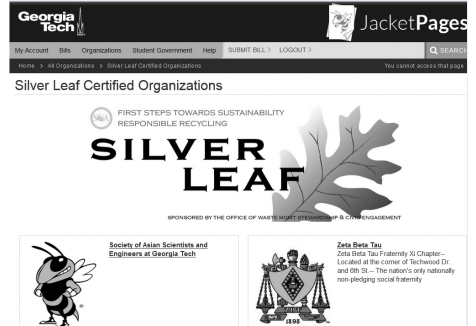 Georgia
Tech
JacketPages
My Account Bills Organizations Student Government Help SUBMIT BILL > LOGOUT > SEARCH
Home > All Organizations > Silver Leaf Certified Organizations You cannot access that page
Silver Leaf Certified Organizations
SGA FIRST STEPS TOWARDS SUSTAINABILITY
RESPONSIBLE RECYCLING
SILVER
LEAF
SPONSORED BY THE OFFICE OF WASTE MGMT STEWARDSHIP & CIVIC ENGAGEMENT
Society of Asian Scientists and
Engineers at Georgia Tech
Zeta Beta Tau
Zeta Beta Tau Fraternity Xi Chapter--
Located at the corner of Techwood Dr.
and 6th St.-- The nation's only nationally
non-pledging social fraternity
1898